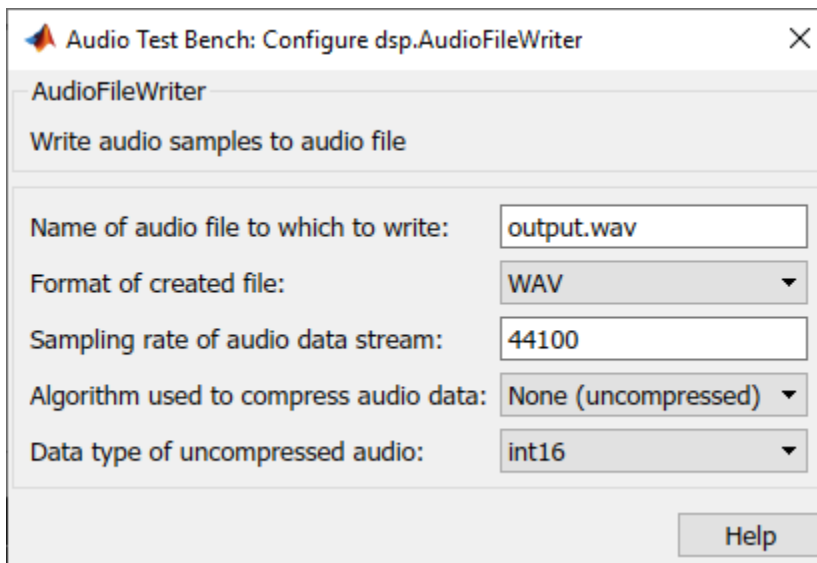 Audio Test Bench: Configure dsp.AudioFileWriter
AudioFileWriter
Write audio samples to audio file
Name of audio file to which to write: output.wav
Format of created file: WAV
Sampling rate of audio data stream: 44100
Algorithm used to compress audio data: None (uncompressed)
Data type of uncompressed audio: int16
Help